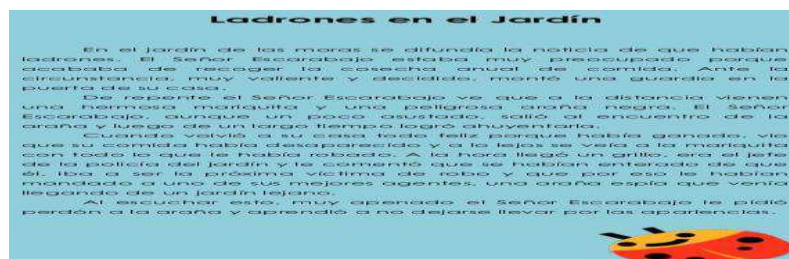 Ladrones en el Jardín
En el jardín de las moras se difundía la noticia de que habían
ladrones. El Señor Escarabajo estaba muy preocupado porque
acababa de recoger la cosecha anual de comida. Ante la
circunstancia, muy valiente y decidido, montó una guardia en la
puerta de su casa.
De repente el Señor Escarabajo ve que a la distancia vienen
una hermosa mariquita y una peligrosa araña negra. El Señor
Escarabajo, aunque un poco asustado, salió al encuentro de la
araña y luego de un largo tiempo logró ahuyentarla.
Cuando volvió a su casa todo feliz porque había ganado, vio
que su comida había desaparecido y a lo lejos se veía a la mariquita
con todo lo que le había robado. A la hora llegó un grillo, era el jefe
de la policía del jardín y le comentó que se habían enterado de que
él, iba a ser la próxima víctima de robo y que por eso le habían
mandado a uno de sus mejores agentes, una araña espía que venía
llegando de un jardín lejano.
Al escuchar esto, muy apenado el Señor Escarabajo le pidió
perdón a la araña y aprendió a no dejarse llevar por las apariencias.